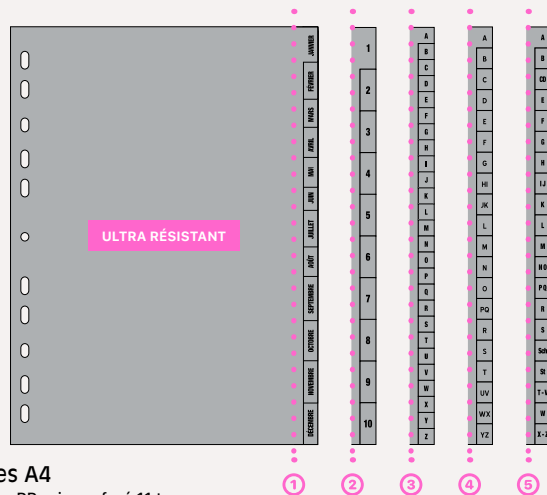 JANVIER
FÉVRIER
MARS
AVRIL
MAI
JUIN
JUILLET
AOÛT
SEPTEMBRE
OCTOBRE
NOVEMBRE
DÉCEMBRE
ULTRA RÉSISTANT
1
2
3
4
5
6
7
8
9
10
A
B
C
D
E
F
G
H
I
J
K
L
M
N
O
P
Q
R
S
T
U
V
W
X
Y
Z
A
B
C
D
E
F
G
HI
JK
L
M
N
O
PQ
R
S
T
UV
WX
YZ
A
B
CD
E
F
G
H
IJ
K
L
M
NO
PQ
R
S
Sch
St
T-V
W
X-Z
es A4
1
2
3
4
5